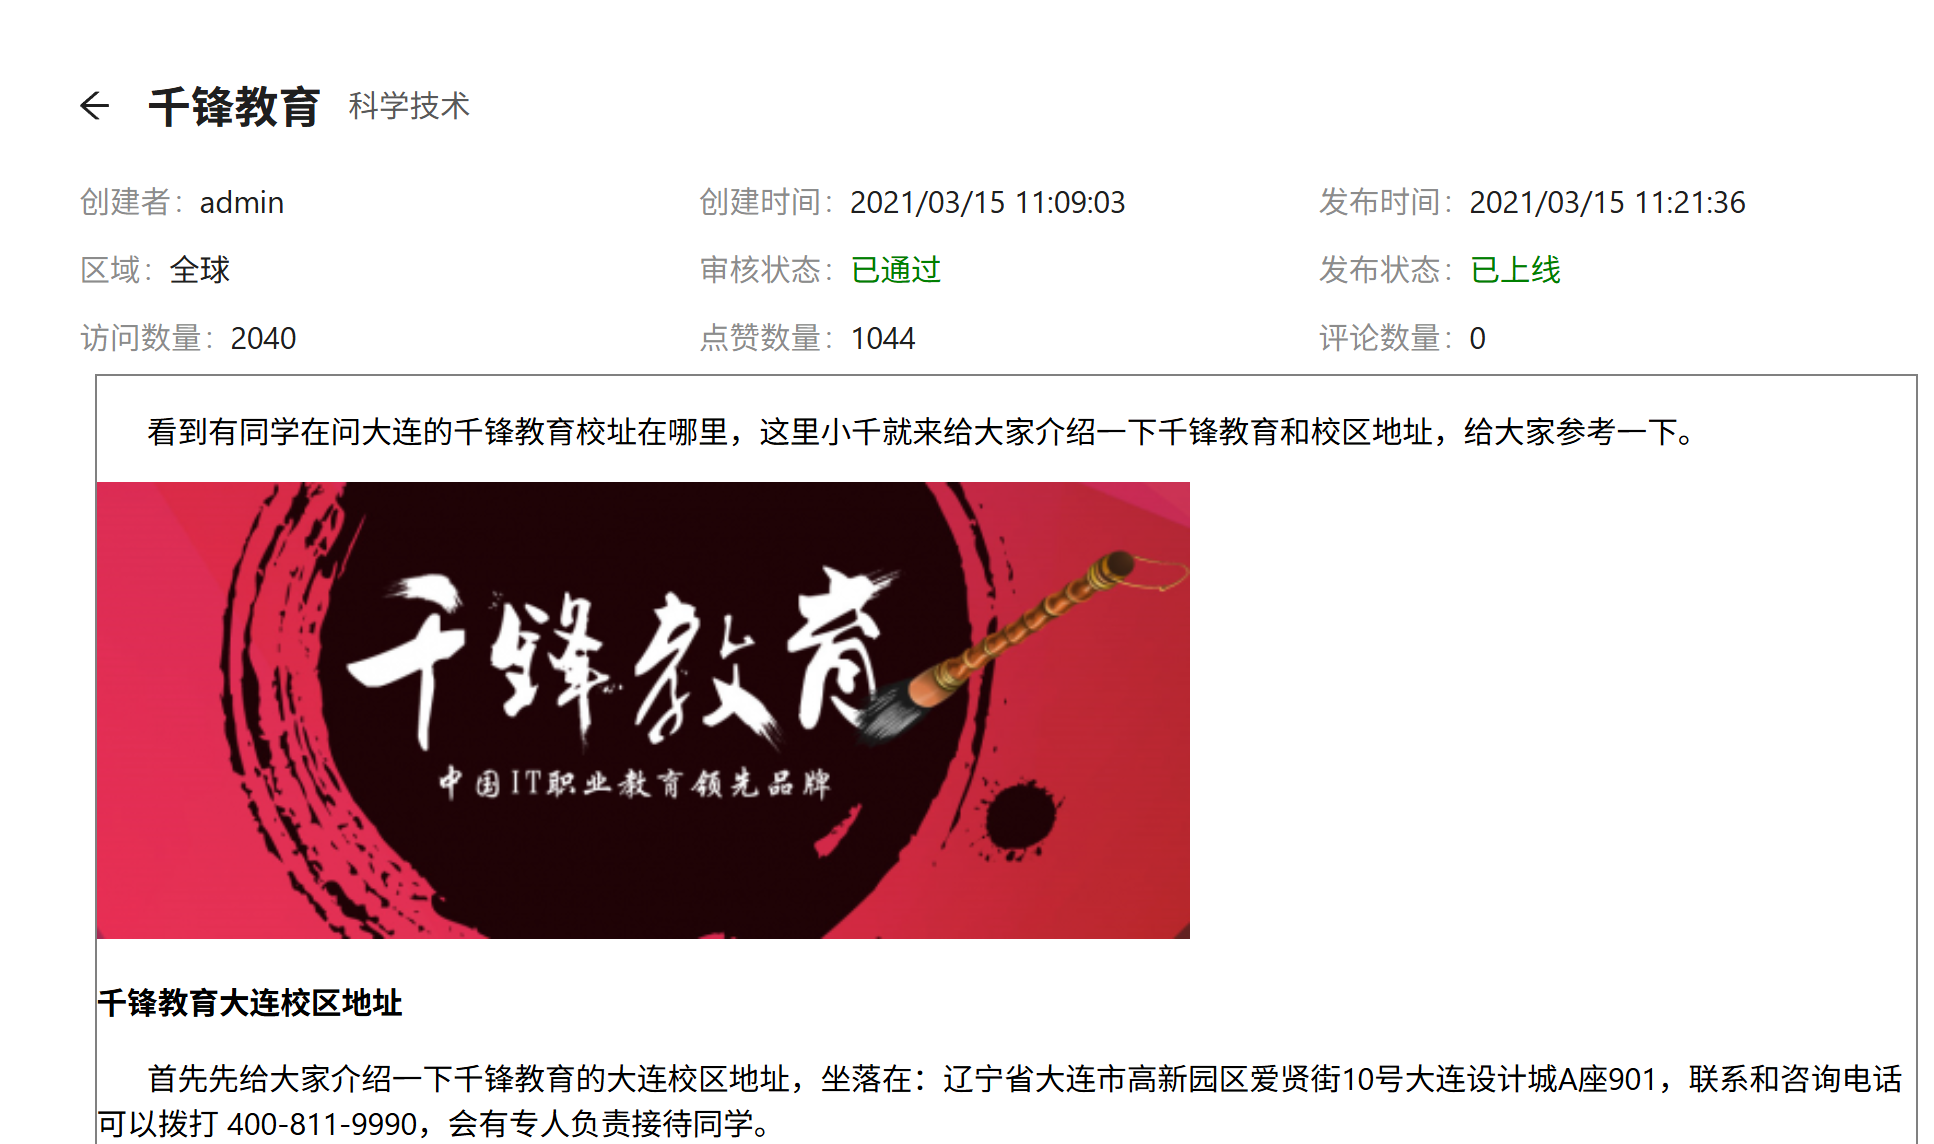 千锋教育 科学技术
创建者：admin 创建时间：2021/03/15 11:09:03 发布时间：2021/03/15 11:21:36
区域：全球 审核状态：已通过 发布状态：已上线
访问数量：2040 点赞数量：1044 评论数量：0
看到有同学在问大连的千锋教育校址在哪里，这里小千就来给大家介绍一下千锋教育和校区地址，给大家参考一下。
千锋教育
中国IT职业教育领先品牌
千锋教育大连校区地址
首先先给大家介绍一下千锋教育的大连校区地址，坐落在：辽宁省大连市高新园区爱贤街10号大连设计城A座901，联系和咨询电话
可以拨打 400-811-9990，会有专人负责接待同学。